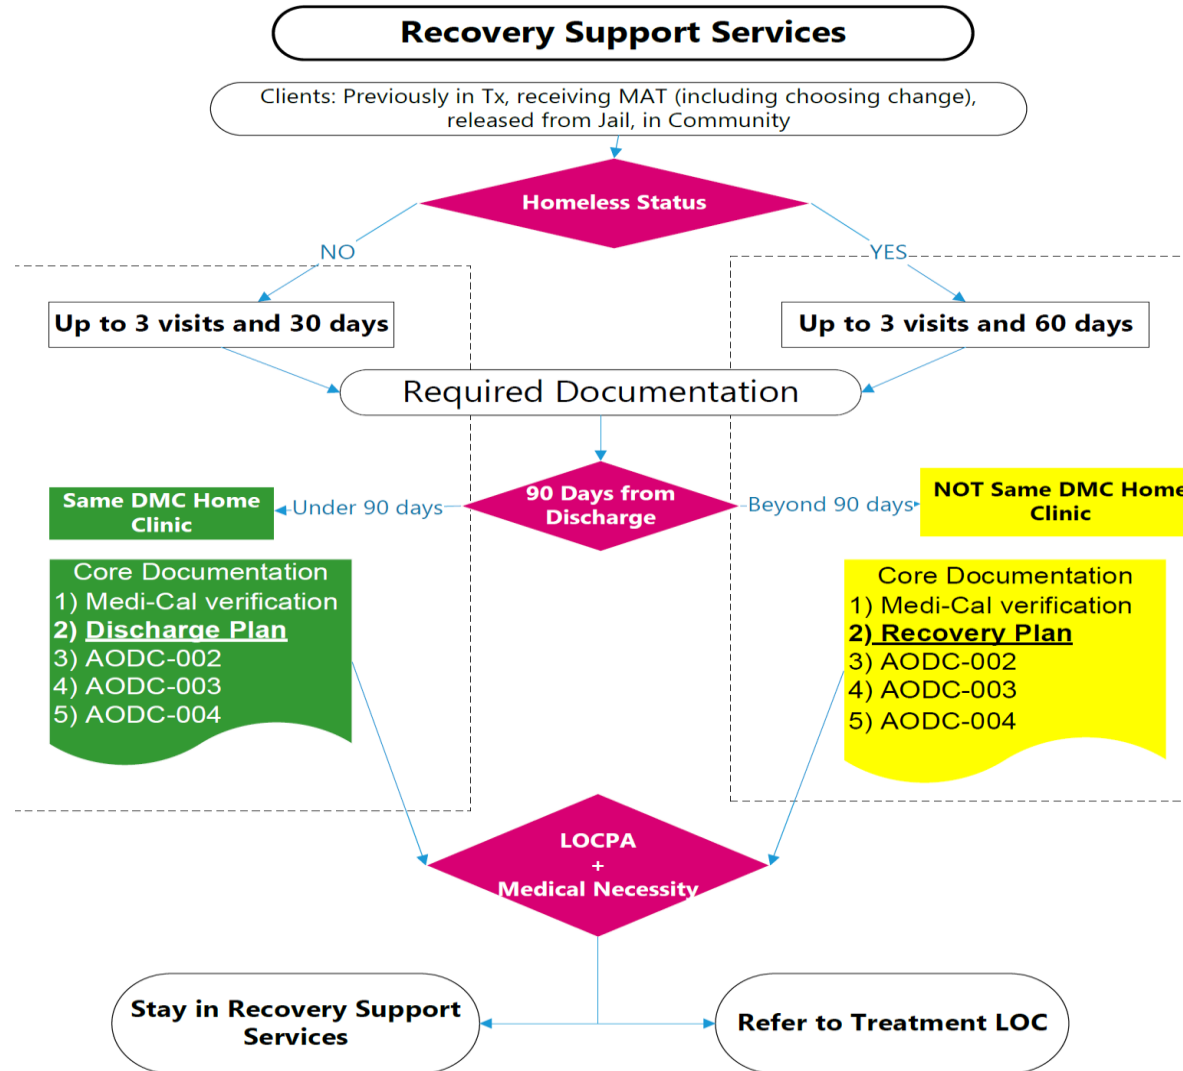 Recovery Support Services
Clients: Previously in Tx, receiving MAT (including choosing change),
released from Jail, in Community
Homeless Status
NO
YES
Up to 3 visits and 30 days
Up to 3 visits and 60 days
Required Documentation
Same DMC Home
Clinic
Under 90 days
90 Days from
Discharge
Beyond 90 days
NOT Same DMC Home
Clinic
Core Documentation
1) Medi-Cal verification
2) Discharge Plan
3) AODC-002
4) AODC-003
5) AODC-004
Core Documentation
1) Medi-Cal verification
2) Recovery Plan
3) AODC-002
4) AODC-003
5) AODC-004
LOCPA
+
Medical Necessity
Stay in Recovery Support
Services
Refer to Treatment LOC